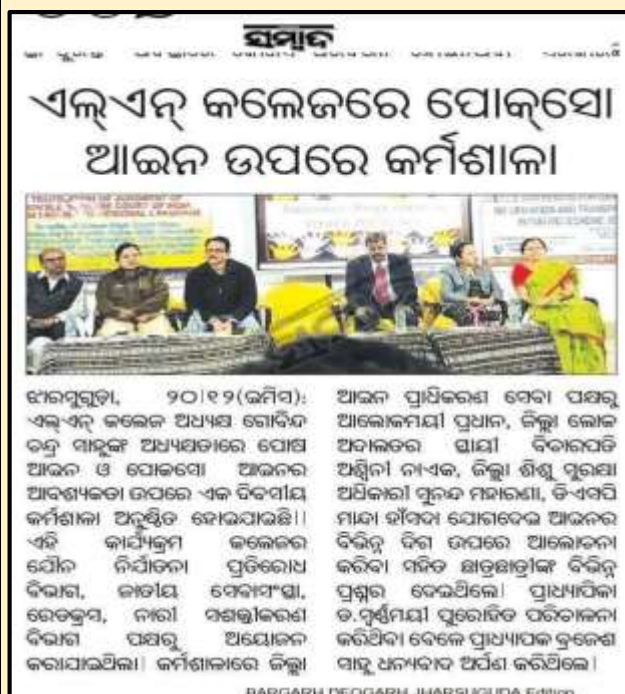 ସମ୍ବାଦ
ଏଲ୍ଏନ୍ କଲେଜରେ ପୋକ୍ସୋ
ଆଇନ ଉପରେ କର୍ମଶାଳା
ଝାରସୁଗୁଡ଼ା, ୨୦।୧୨(ଇମିସ):
ଏଲ୍ଏନ୍ କଲେଜ ଅଧ୍ୟକ୍ଷ ଗୋବିନ୍ଦ
ଚନ୍ଦ୍ର ସାହୁଙ୍କ ଅଧ୍ୟକ୍ଷତାରେ ପୋଷ
ଆଇନ ଓ ପୋକସୋ ଆଇନର
ଆବଶ୍ୟକତା ଉପରେ ଏକ ଦିବସୀୟ
କର୍ମଶାଳା ଅନୁଷ୍ଠିତ ହୋଇଯାଇଛି।।
ଏହି କାର୍ଯ୍ୟକ୍ରମ କଲେଜର
ଯୌନ ନିର୍ଯାତନା ପ୍ରତିରୋଧ
ବିଭାଗ, ଜାତୀୟ ସେବାସଂସ୍ଥା,
ରେଡକ୍ରସ, ନାରୀ ସଶକ୍ତୀକରଣ
ବିଭାଗ ପକ୍ଷରୁ ଅୟୋଜନ
କରାଯାଇଥିଲା। କର୍ମଶାଳାରେ ଜିଲ୍ଲା
ଆଇନ ପ୍ରାଧିକରଣ ସେବା ପକ୍ଷରୁ
ଆଲୋକମୟୀ ପ୍ରଧାନ, ଜିଲ୍ଲା ଲୋକ
ଅଦାଲତର ସ୍ଥାୟୀ ବିଚାରପତି
ଅଶ୍ୱିନୀ ନାଏକ, ଜିଲ୍ଲା ଶିଶୁ ସୁରକ୍ଷା
ଅଧିକାରୀ ସୁନନ୍ଦ ମହାରଣା, ଡିଏସପି
ମାନ୍ଦା ହାଁସଦା ଯୋଗଦେଇ ଆଇନର
ବିଭିନ୍ନ ଦିଗ ଉପରେ ଆଲୋଚନା
କରିବା ସହିତ ଛାତ୍ରଛାତ୍ରୀଙ୍କ ବିଭିନ୍ନ
ପ୍ରଶ୍ନର ଦେଇଥିଲେ। ପ୍ରାଧ୍ୟାପିକା
ଡ.ସ୍ୱର୍ଣ୍ଣମୟୀ ପୁରୋହିତ ପରିଚାଳନା
କରିଥିବା ବେଳେ ପ୍ରାଧ୍ୟାପକ ବ୍ରଜେଶ
ସାହୁ ଧନ୍ୟବାଦ ଅର୍ପଣ କରିଥିଲେ।
BARGARH DEOGARH JHARSUGUDA Edition